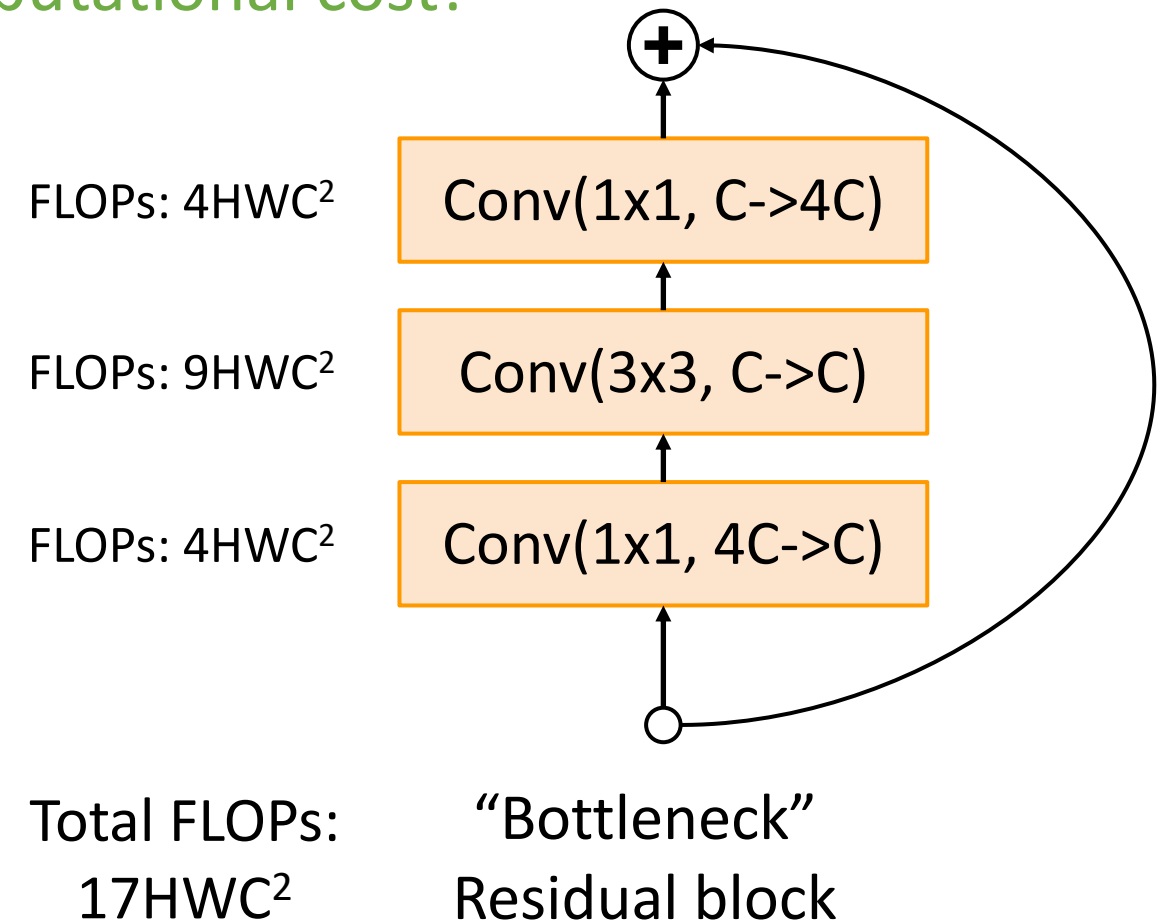 cost?
+
FLOPs: 4HWC²
Conv(1x1, C->4C)
FLOPs: 9HWC²
Conv(3x3, C->C)
FLOPs: 4HWC²
Conv(1x1, 4C->C)
Total FLOPs:
17HWC²
“Bottleneck”
Residual block